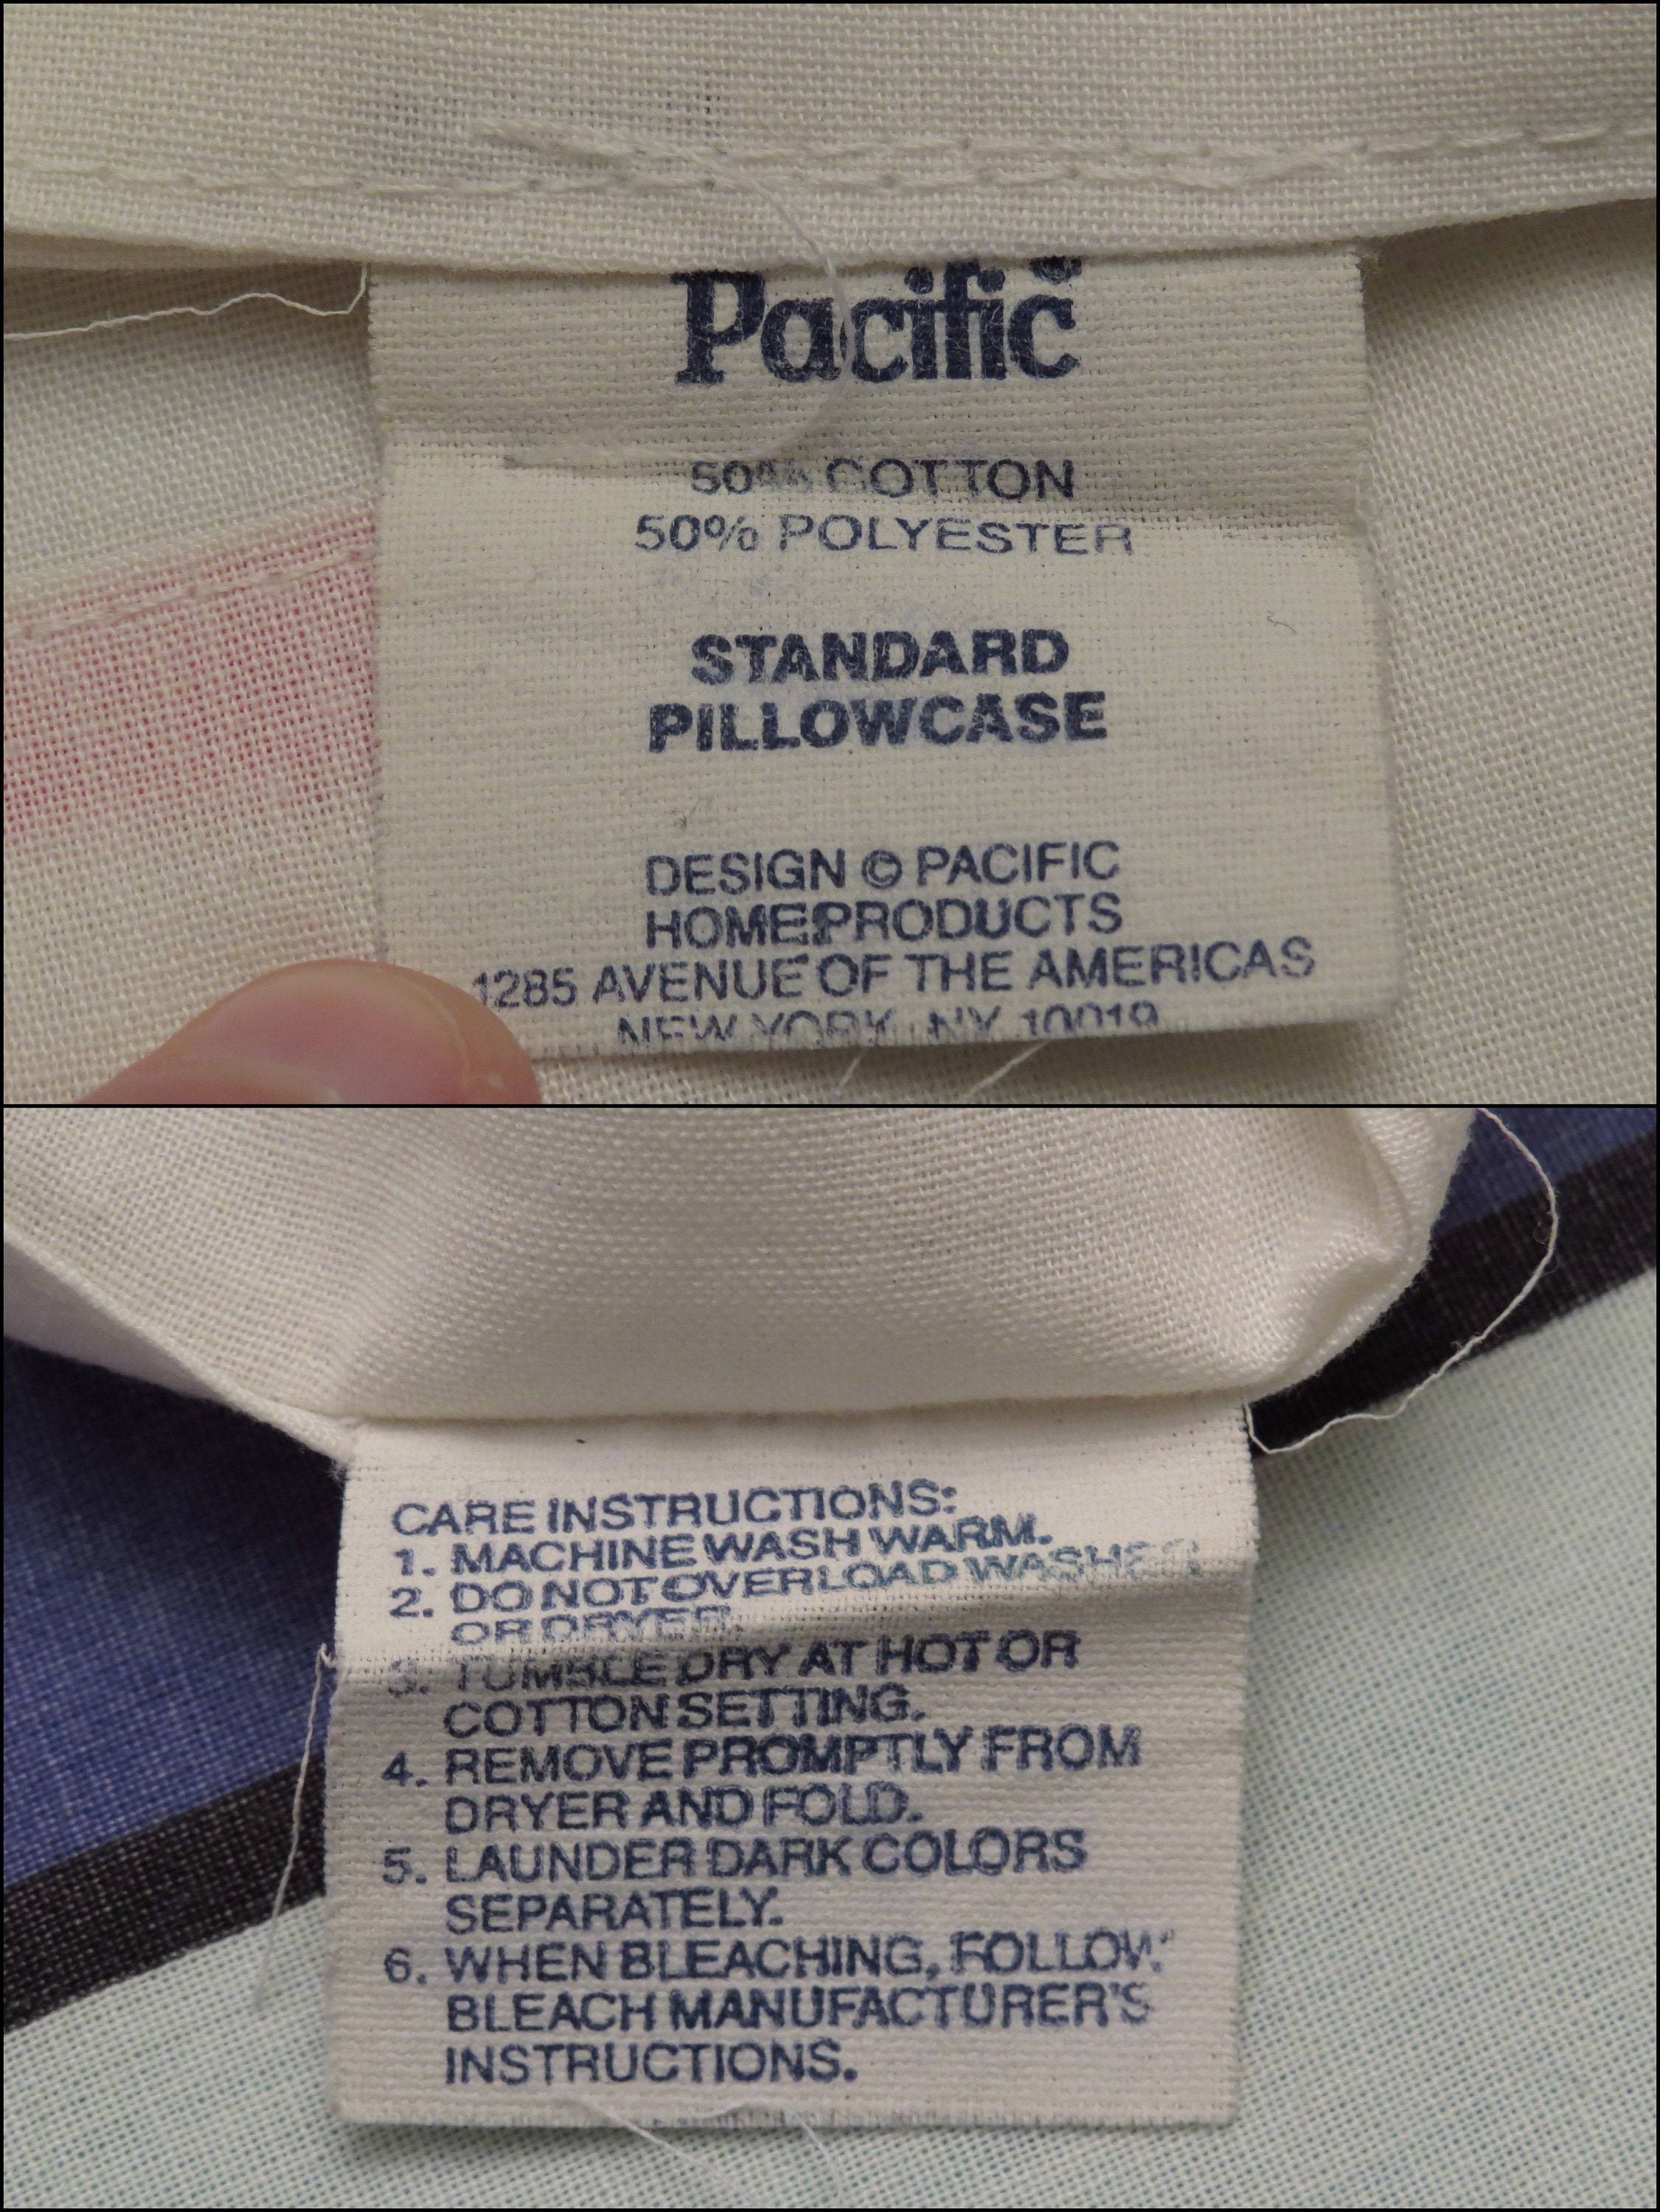 Pacific
50% COTTON
50% POLYESTER
STANDARD
PILLOWCASE
DESIGN © PACIFIC
HOME PRODUCTS
1285 AVENUE OF THE AMERICAS
NEW YORK, NY 10019
CARE INSTRUCTIONS:
1. MACHINE WASH WARM.
2. DO NOT OVERLOAD WASHER
OR DRYER.
3. TUMBLE DRY AT HOT OR
COTTON SETTING.
4. REMOVE PROMPTLY FROM
DRYER AND FOLD.
5. LAUNDER DARK COLORS
SEPARATELY.
6. WHEN BLEACHING, FOLLOW
BLEACH MANUFACTURER'S
INSTRUCTIONS.